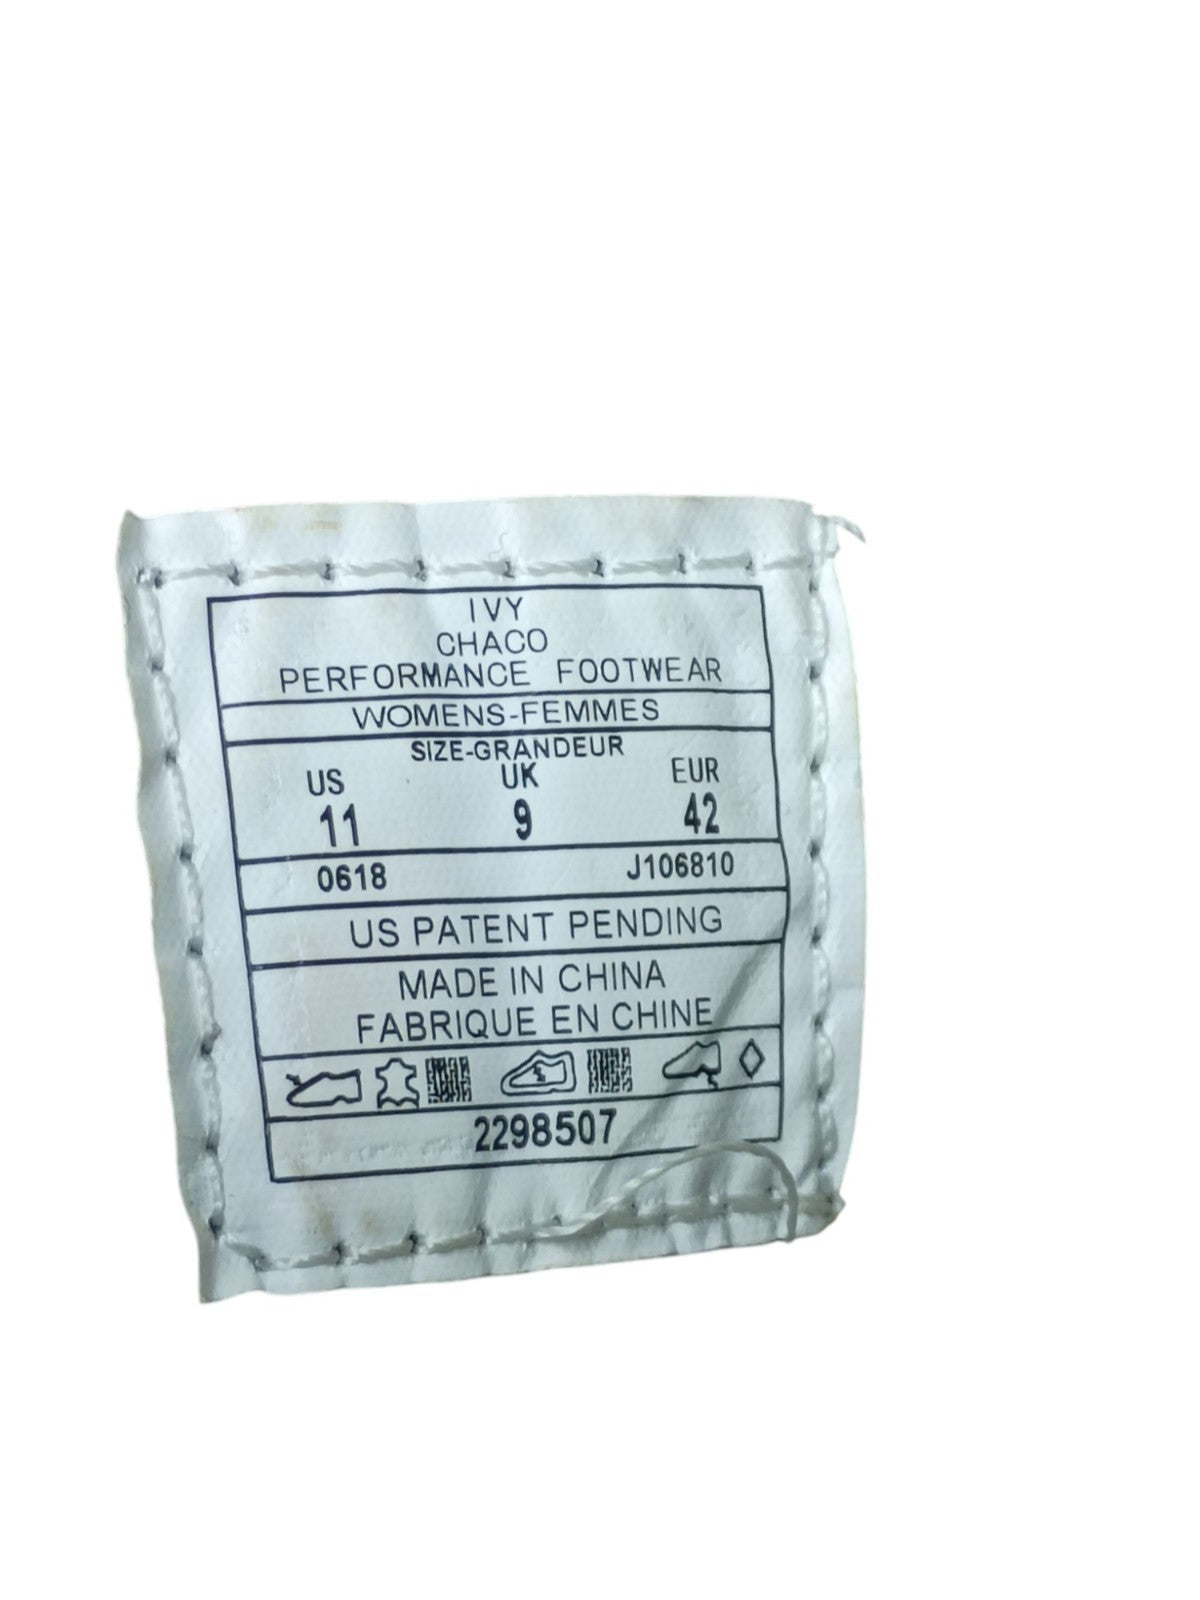 IVY
CHACO
PERFORMANCE FOOTWEAR
WOMENS-FEMMES
SIZE-GRANDEUR
US UK EUR
11 9 42
0618 J106810
US PATENT PENDING
MADE IN CHINA
FABRIQUE EN CHINE
2298507